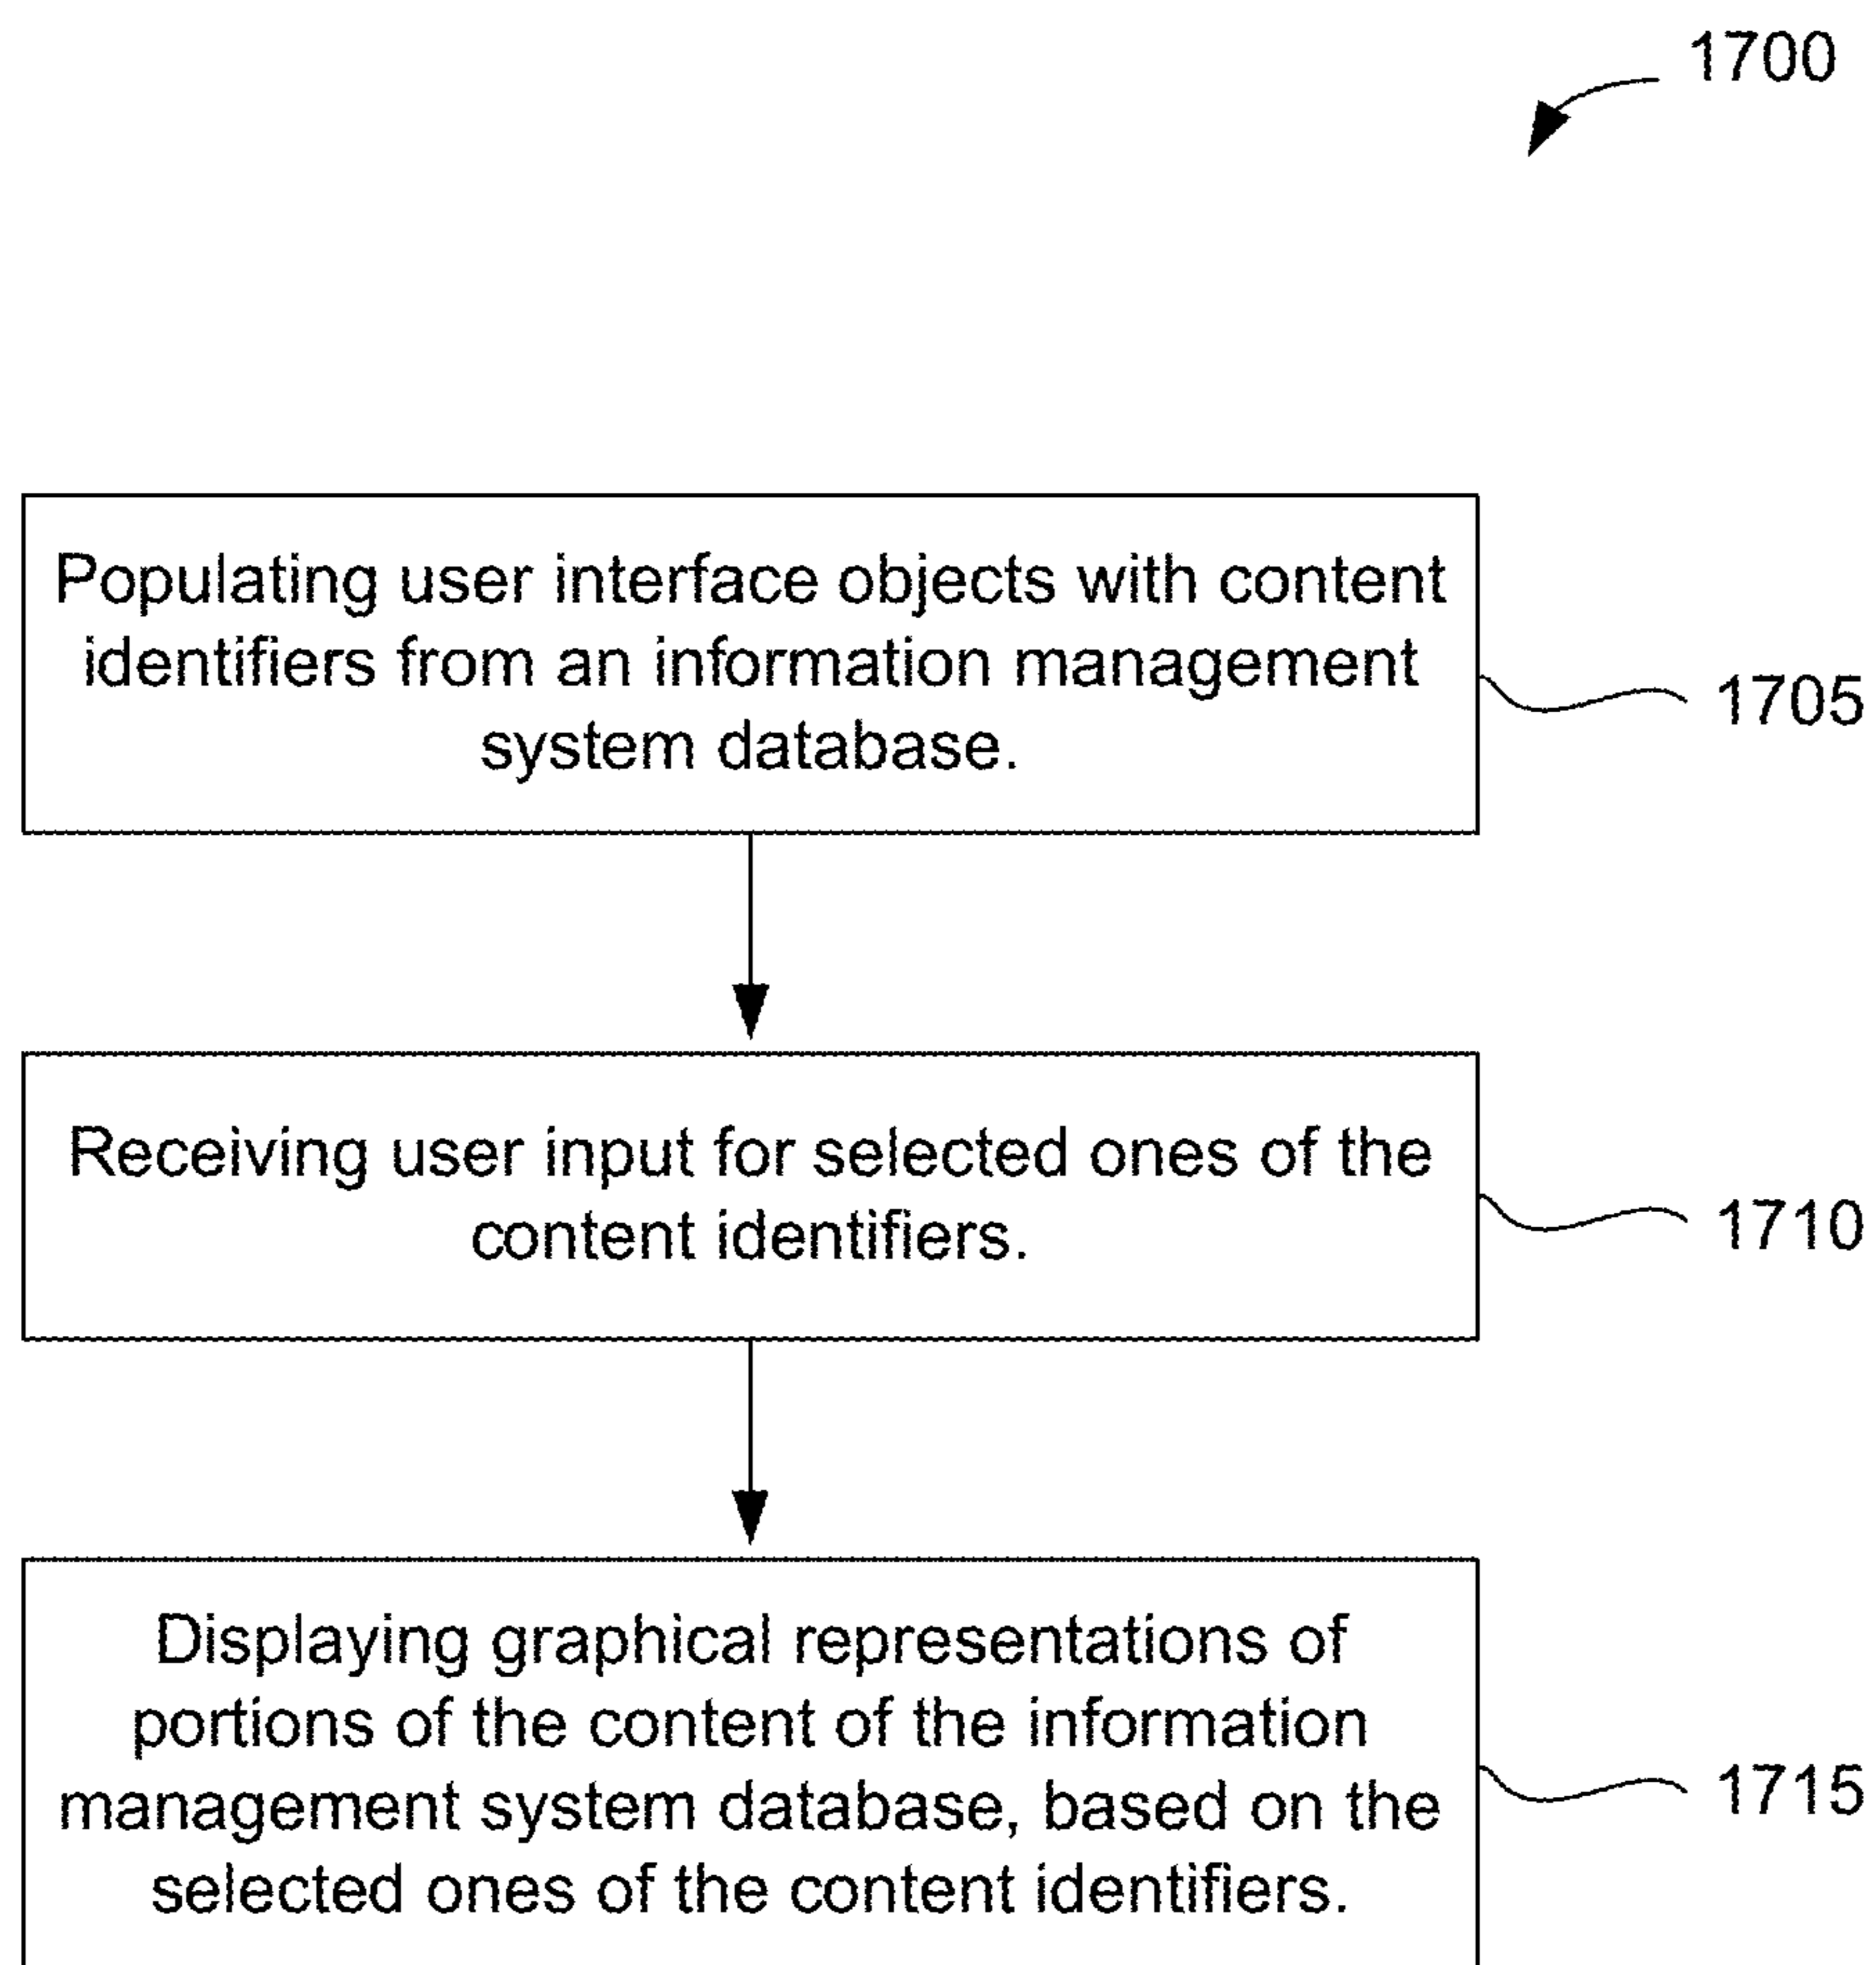 1700
Populating user interface objects with content
identifiers from an information management
system database.
1705
Receiving user input for selected ones of the
content identifiers.
1710
Displaying graphical representations of
portions of the content of the information
management system database, based on the
selected ones of the content identifiers.
1715